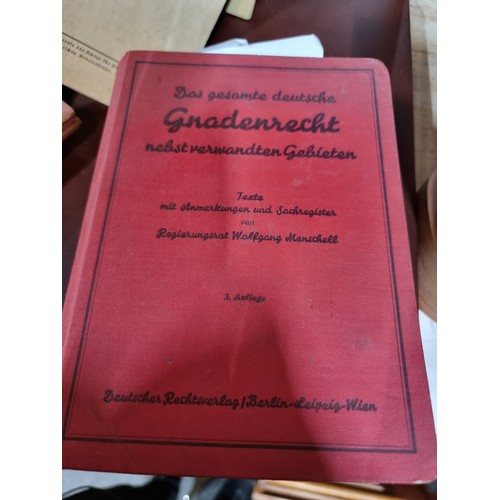 Das gesamte deutsche
Gnadenrecht
nebst verwandten Gebieten
Texte
mit Anmerkungen und Sachregister
von
Regierungsrat Wolfgang Menschell
3. Auflage
Deutscher Rechtsverlag / Berlin-Leipzig-Wien